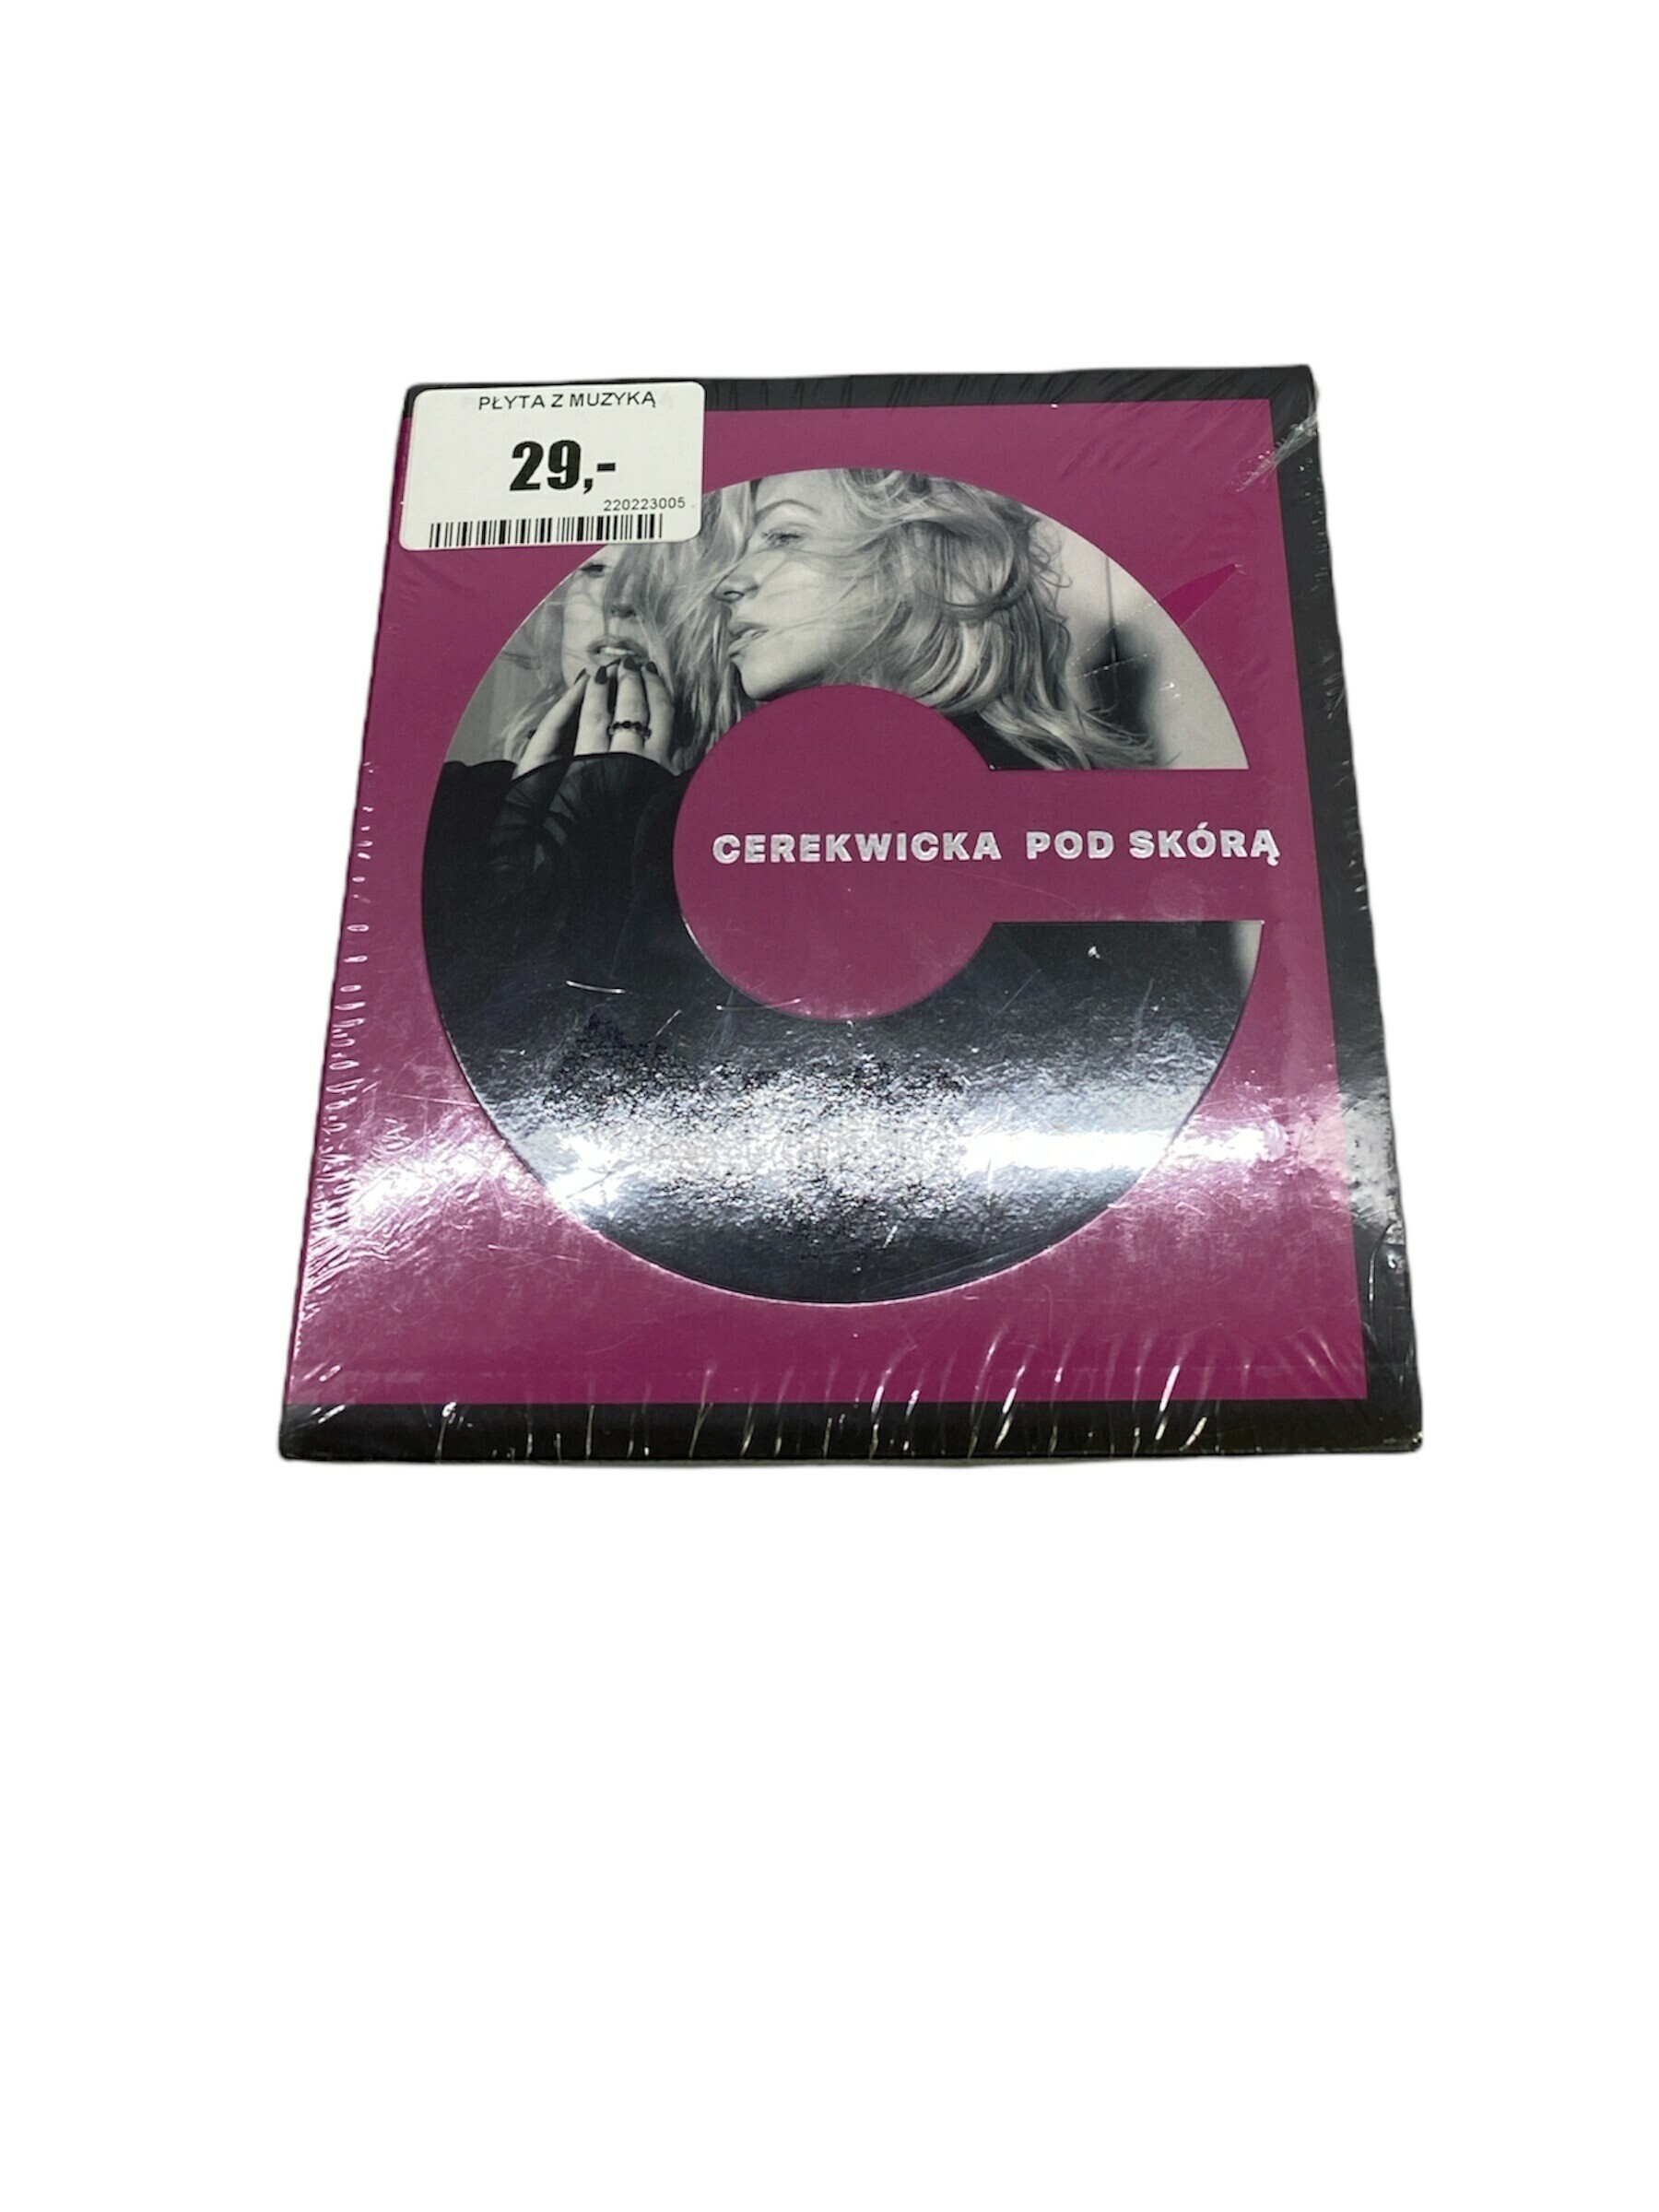 PŁYTA Z MUZYKĄ
29,-
220223005
CEREKWICKA POD SKÓRĄ